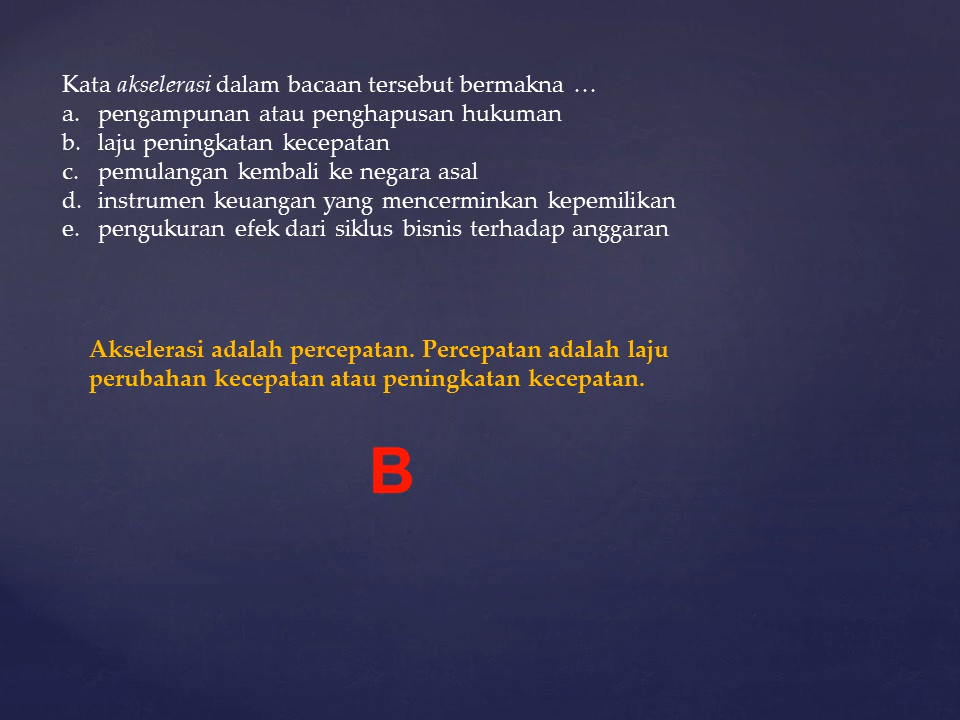 Kata akselerasi dalam bacaan tersebut bermakna …
a. pengampunan atau penghapusan hukuman
b. laju peningkatan kecepatan
c. pemulangan kembali ke negara asal
d. instrumen keuangan yang mencerminkan kepemilikan
e. pengukuran efek dari siklus bisnis terhadap anggaran
Akselerasi adalah percepatan. Percepatan adalah laju
perubahan kecepatan atau peningkatan kecepatan.
B